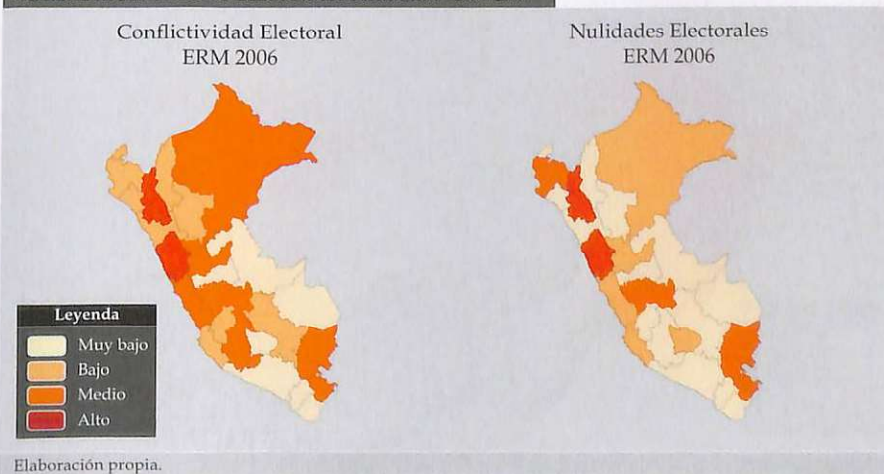 Conflictividad Electoral
ERM 2006
Nulidades Electorales
ERM 2006
Leyenda
Muy bajo
Bajo
Medio
Alto
Elaboración propia.